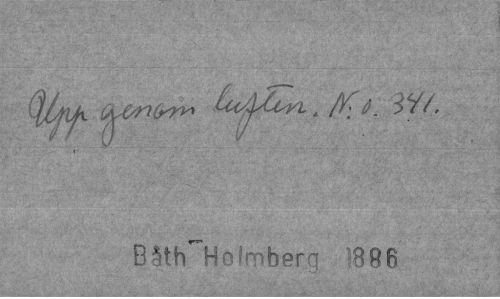 Upp genom luften. N.o. 341.
Båth-Holmberg 1886